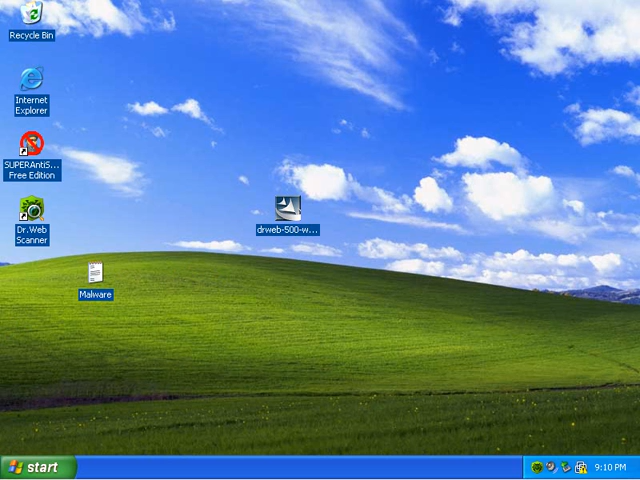 Recycle Bin
Internet
Explorer
SUPERAntiS...
Free Edition
Dr.Web
Scanner
drweb-500-w...
Malware
start
9:10 PM